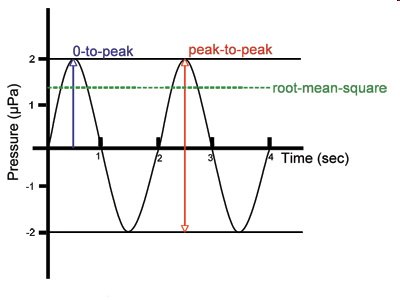 0-to-peak
peak-to-peak
2
root-mean-square
1
Pressure (µPa)
1
2
3
4
Time (sec)
-1
-2